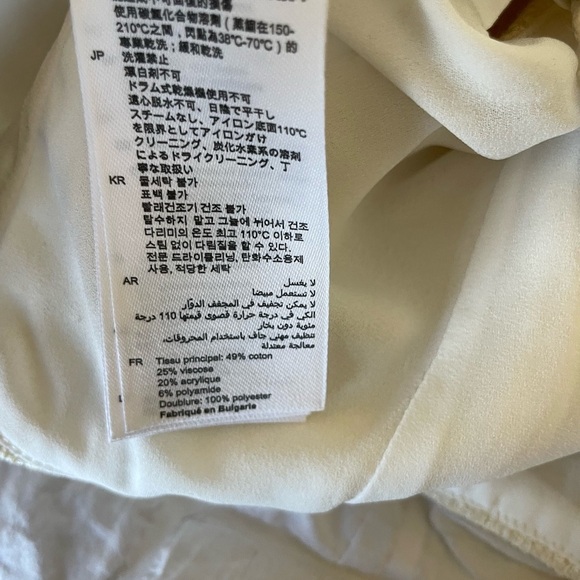 使用碳氫化合物溶劑(蒸餾在150-
210℃之間,閃點為38℃-70℃)的
專業乾洗;緩和乾洗
JP 洗濯禁止
漂白剤不可
ドラム式乾燥機使用不可
遠心脱水不可、日陰で平干し
スチームなし、アイロン底面110℃
を限界としてアイロンがけ
クリーニング、炭化水素系の溶剤
によるドライクリーニング、丁
寧な取扱い
KR 물세탁 불가
표백 불가
빨래건조기 건조 불가
탈수하지 말고 그늘에 뉘어서 건조
다리미의 온도 최고 110℃ 이하로
스팀 없이 다림질을 할 수 있다.
전문 드라이클리닝, 탄화수소용제
사용, 적당한 세탁
AR لا يغسل
لا تستعمل مبيضا
لا يمكن تجفيف في المجفف الدوّار
الكي في درجة حرارة قصوى قيمتها 110 درجة
مئوية دون بخار
تنظيف مهني جاف باستخدام المحروقات،
معالجة معتدلة
FR Tissu principal: 49% coton
25% viscose
20% acrylique
6% polyamide
Doublure: 100% polyester
Fabriqué en Bulgarie